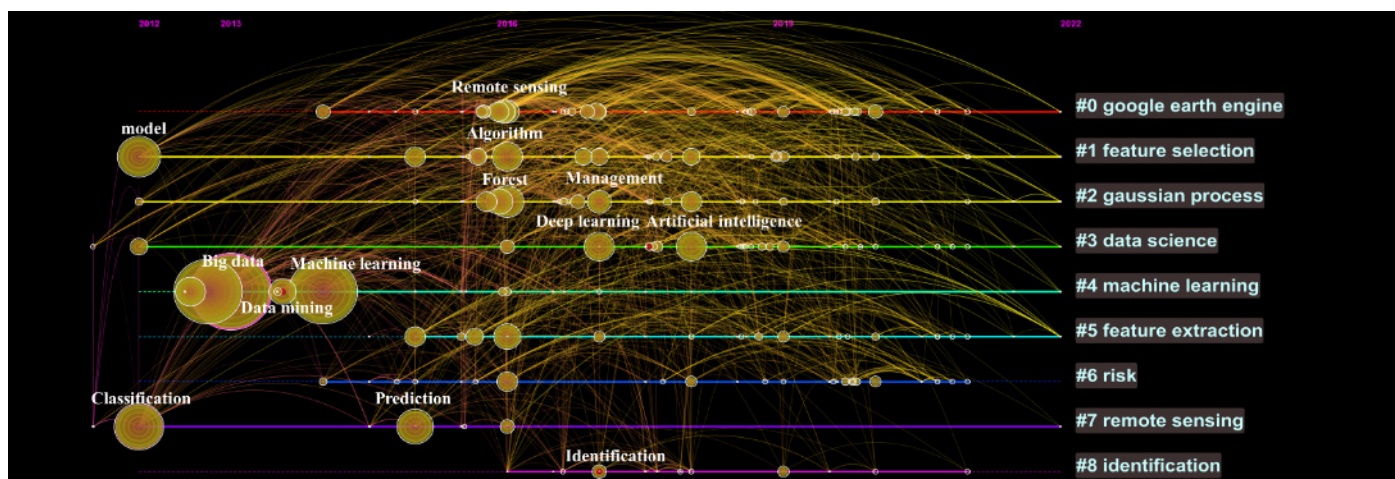 2012 2013 2016 2019 2022
Remote sensing
#0 google earth engine
model
Algorithm
#1 feature selection
Forest Management
#2 gaussian process
Deep learning Artificial intelligence
#3 data science
Big data Machine learning
#4 machine learning
Data mining
#5 feature extraction
#6 risk
Classification Prediction
#7 remote sensing
Identification
#8 identification